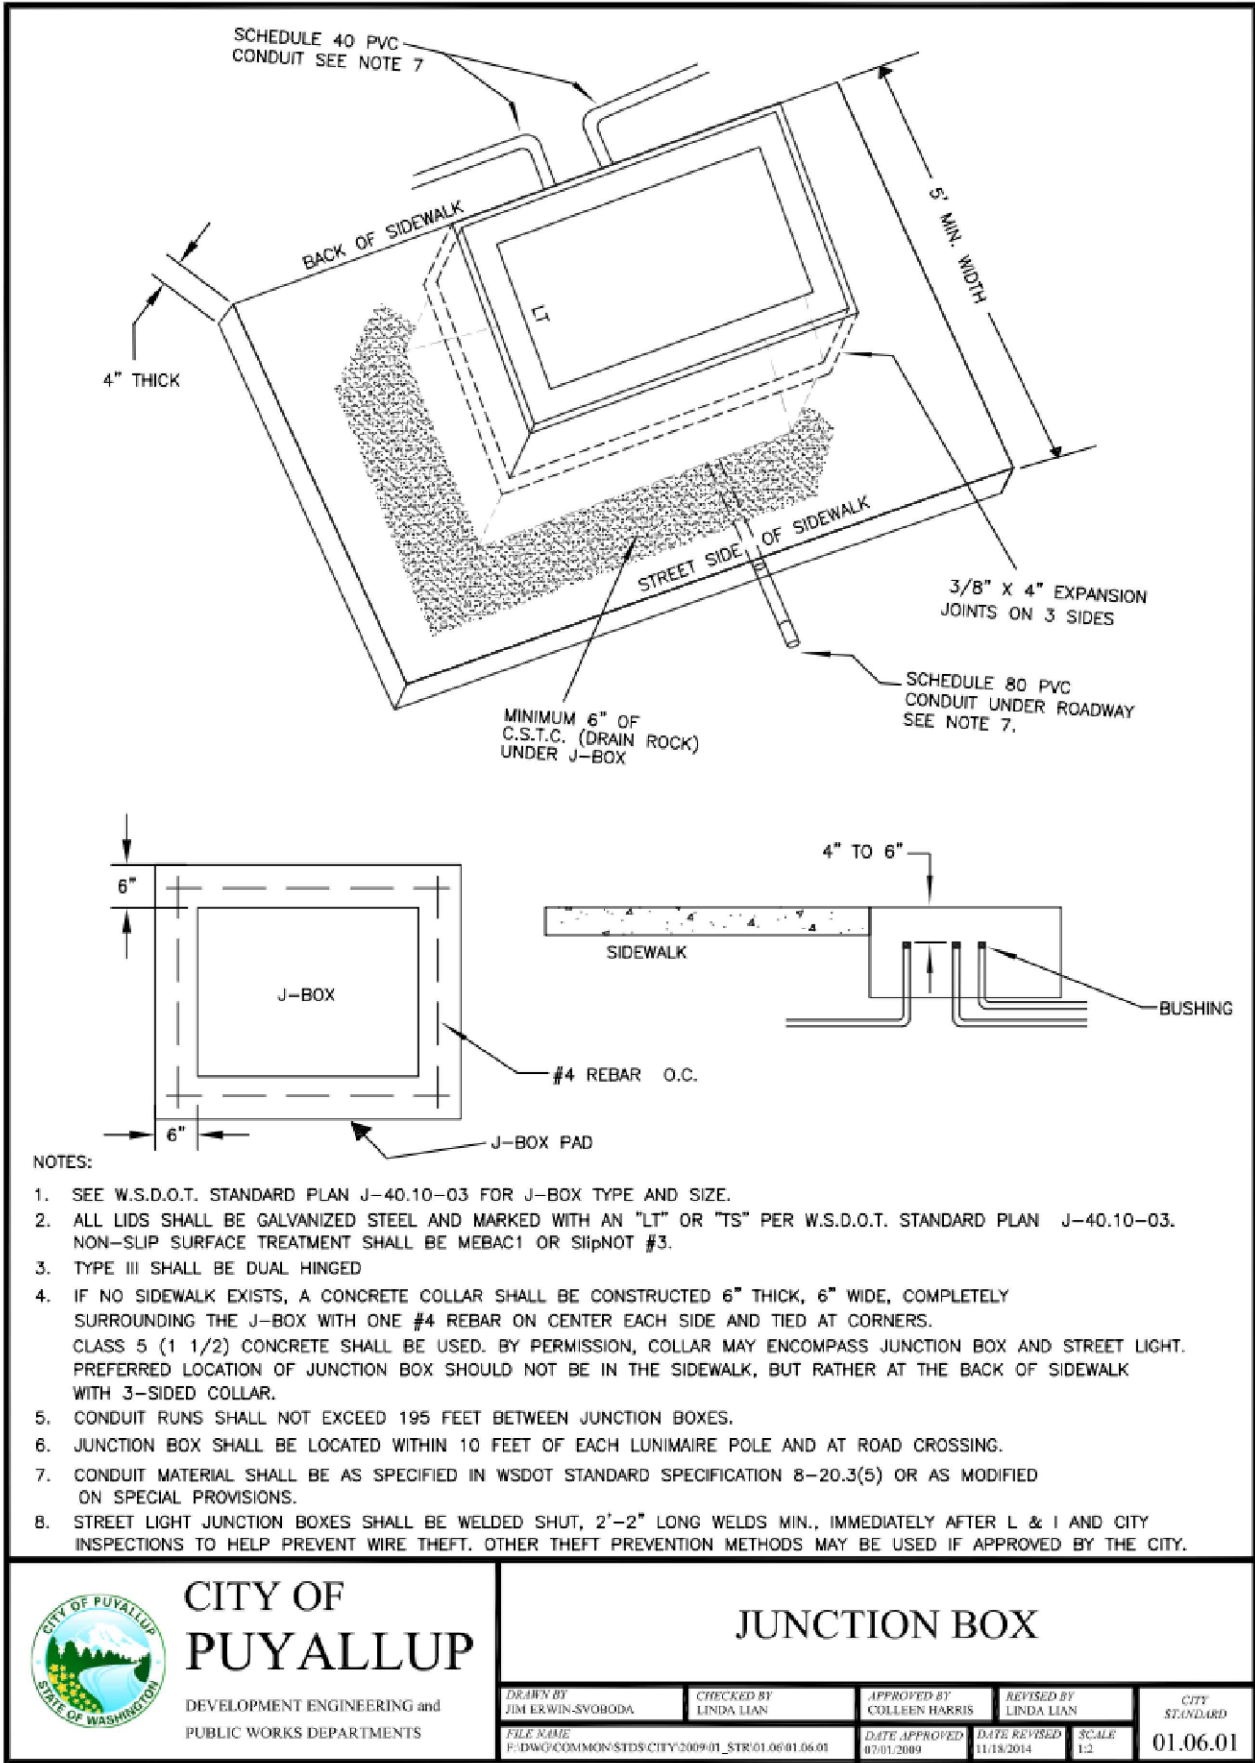 SCHEDULE 40 PVC
CONDUIT SEE NOTE 7
BACK OF SIDEWALK
5' MIN. WIDTH
LT
4" THICK
STREET SIDE OF SIDEWALK
3/8" X 4" EXPANSION
JOINTS ON 3 SIDES
SCHEDULE 80 PVC
CONDUIT UNDER ROADWAY
SEE NOTE 7.
MINIMUM 6" OF
C.S.T.C. (DRAIN ROCK)
UNDER J-BOX
6"
J-BOX
#4 REBAR O.C.
6"
J-BOX PAD
4" TO 6"
SIDEWALK
BUSHING
NOTES:
1. SEE W.S.D.O.T. STANDARD PLAN J-40.10-03 FOR J-BOX TYPE AND SIZE.
2. ALL LIDS SHALL BE GALVANIZED STEEL AND MARKED WITH AN "LT" OR "TS" PER W.S.D.O.T. STANDARD PLAN J-40.10-03.
NON-SLIP SURFACE TREATMENT SHALL BE MEBAC1 OR SlipNOT #3.
3. TYPE III SHALL BE DUAL HINGED
4. IF NO SIDEWALK EXISTS, A CONCRETE COLLAR SHALL BE CONSTRUCTED 6" THICK, 6" WIDE, COMPLETELY
SURROUNDING THE J-BOX WITH ONE #4 REBAR ON CENTER EACH SIDE AND TIED AT CORNERS.
CLASS 5 (1 1/2) CONCRETE SHALL BE USED. BY PERMISSION, COLLAR MAY ENCOMPASS JUNCTION BOX AND STREET LIGHT.
PREFERRED LOCATION OF JUNCTION BOX SHOULD NOT BE IN THE SIDEWALK, BUT RATHER AT THE BACK OF SIDEWALK
WITH 3-SIDED COLLAR.
5. CONDUIT RUNS SHALL NOT EXCEED 195 FEET BETWEEN JUNCTION BOXES.
6. JUNCTION BOX SHALL BE LOCATED WITHIN 10 FEET OF EACH LUNIMAIRE POLE AND AT ROAD CROSSING.
7. CONDUIT MATERIAL SHALL BE AS SPECIFIED IN WSDOT STANDARD SPECIFICATION 8-20.3(5) OR AS MODIFIED
ON SPECIAL PROVISIONS.
8. STREET LIGHT JUNCTION BOXES SHALL BE WELDED SHUT, 2'-2" LONG WELDS MIN., IMMEDIATELY AFTER L & I AND CITY
INSPECTIONS TO HELP PREVENT WIRE THEFT. OTHER THEFT PREVENTION METHODS MAY BE USED IF APPROVED BY THE CITY.
CITY OF PUYALLUP
STATE OF WASHINGTON
CITY OF
PUYALLUP
DEVELOPMENT ENGINEERING and
PUBLIC WORKS DEPARTMENTS
JUNCTION BOX
DRAWN BY
JIM ERWIN-SVOBODA
CHECKED BY
LINDA LIAN
APPROVED BY
COLLEEN HARRIS
REVISED BY
LINDA LIAN
CITY
STANDARD
01.06.01
FILE NAME
F:\DWG\COMMON\STDS\CITY\2009\01_STR\01.06\01.06.01
DATE APPROVED
07/01/2009
DATE REVISED
11/18/2014
SCALE
1:2